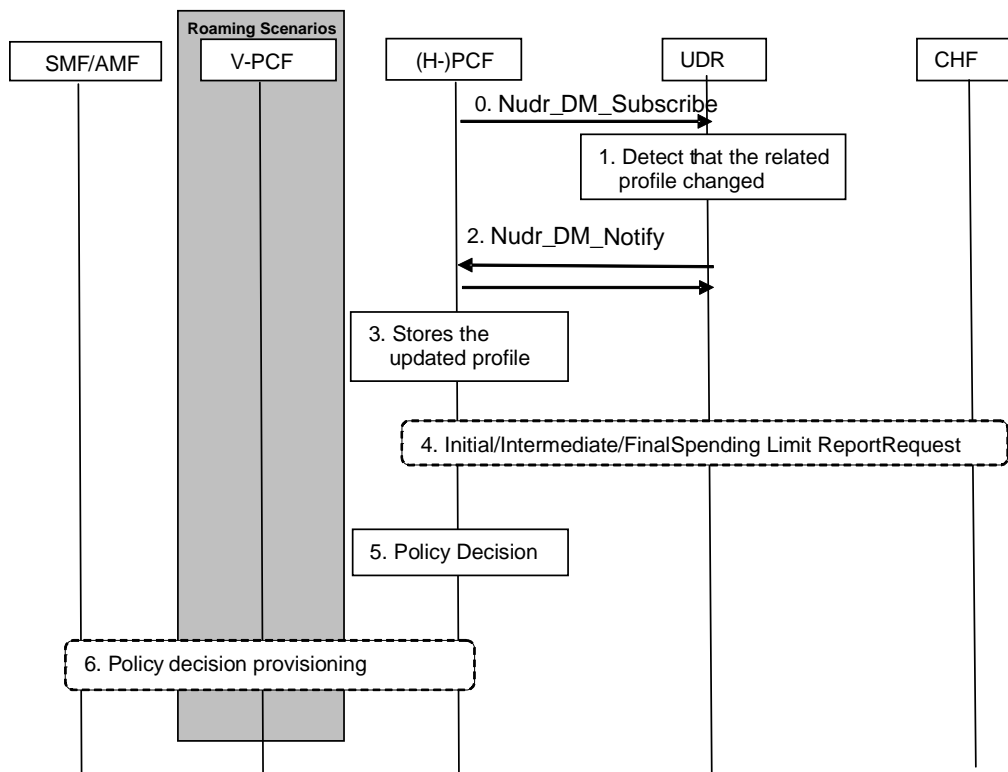 Roaming Scenarios
SMF/AMF
V-PCF
(H-)PCF
UDR
CHF
0. Nudr_DM_Subscribe
1. Detect that the related
profile changed
2. Nudr_DM_Notify
3. Stores the
updated profile
4. Initial/Intermediate/FinalSpending Limit ReportRequest
5. Policy Decision
6. Policy decision provisioning